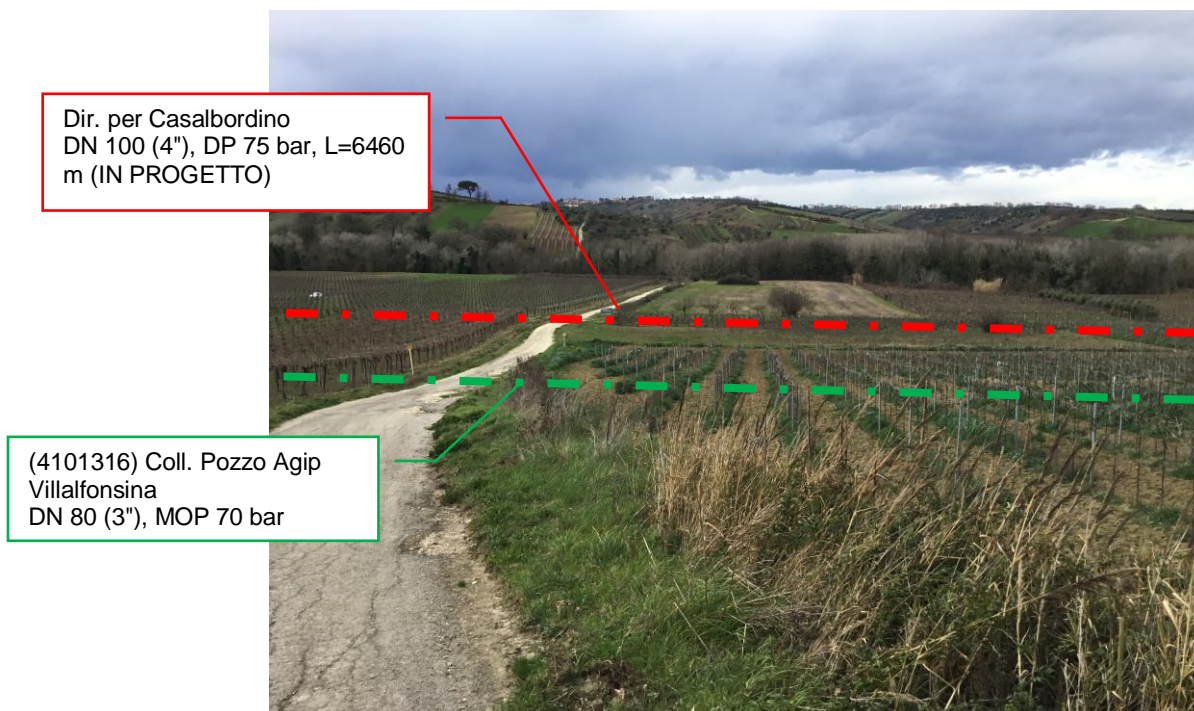 Dir. per Casalbordino
DN 100 (4"), DP 75 bar, L=6460
m (IN PROGETTO)
(4101316) Coll. Pozzo Agip
Villalfonsina
DN 80 (3"), MOP 70 bar